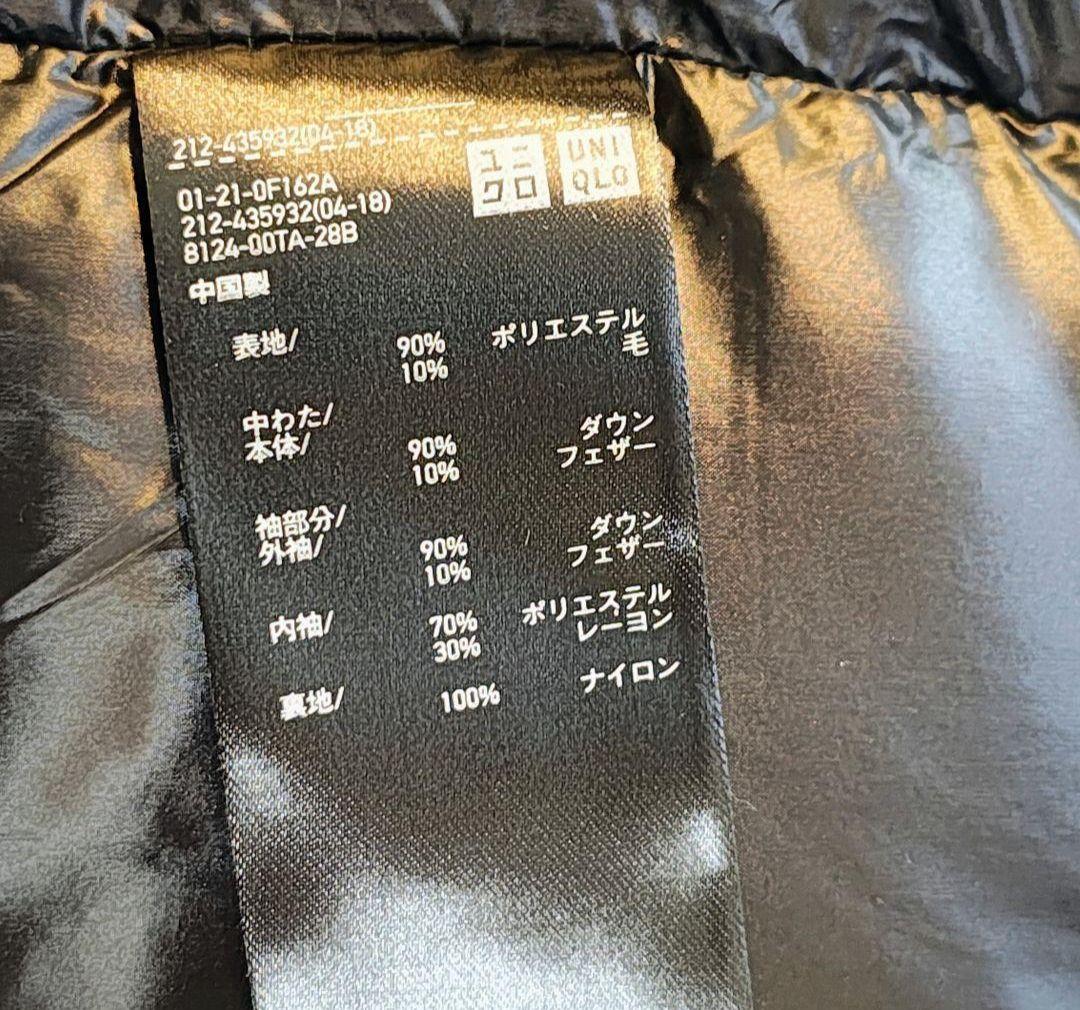 212-435932(04-18)
ユニクロ
UNIQLO
01-21-0F162A
212-435932(04-18)
8124-00TA-28B
中国製
表地/ 90% ポリエステル
10% 毛
中わた/
本体/ 90% ダウン
10% フェザー
袖部分/
外袖/ 90% ダウン
10% フェザー
内袖/ 70% ポリエステル
30% レーヨン
裏地/ 100% ナイロン